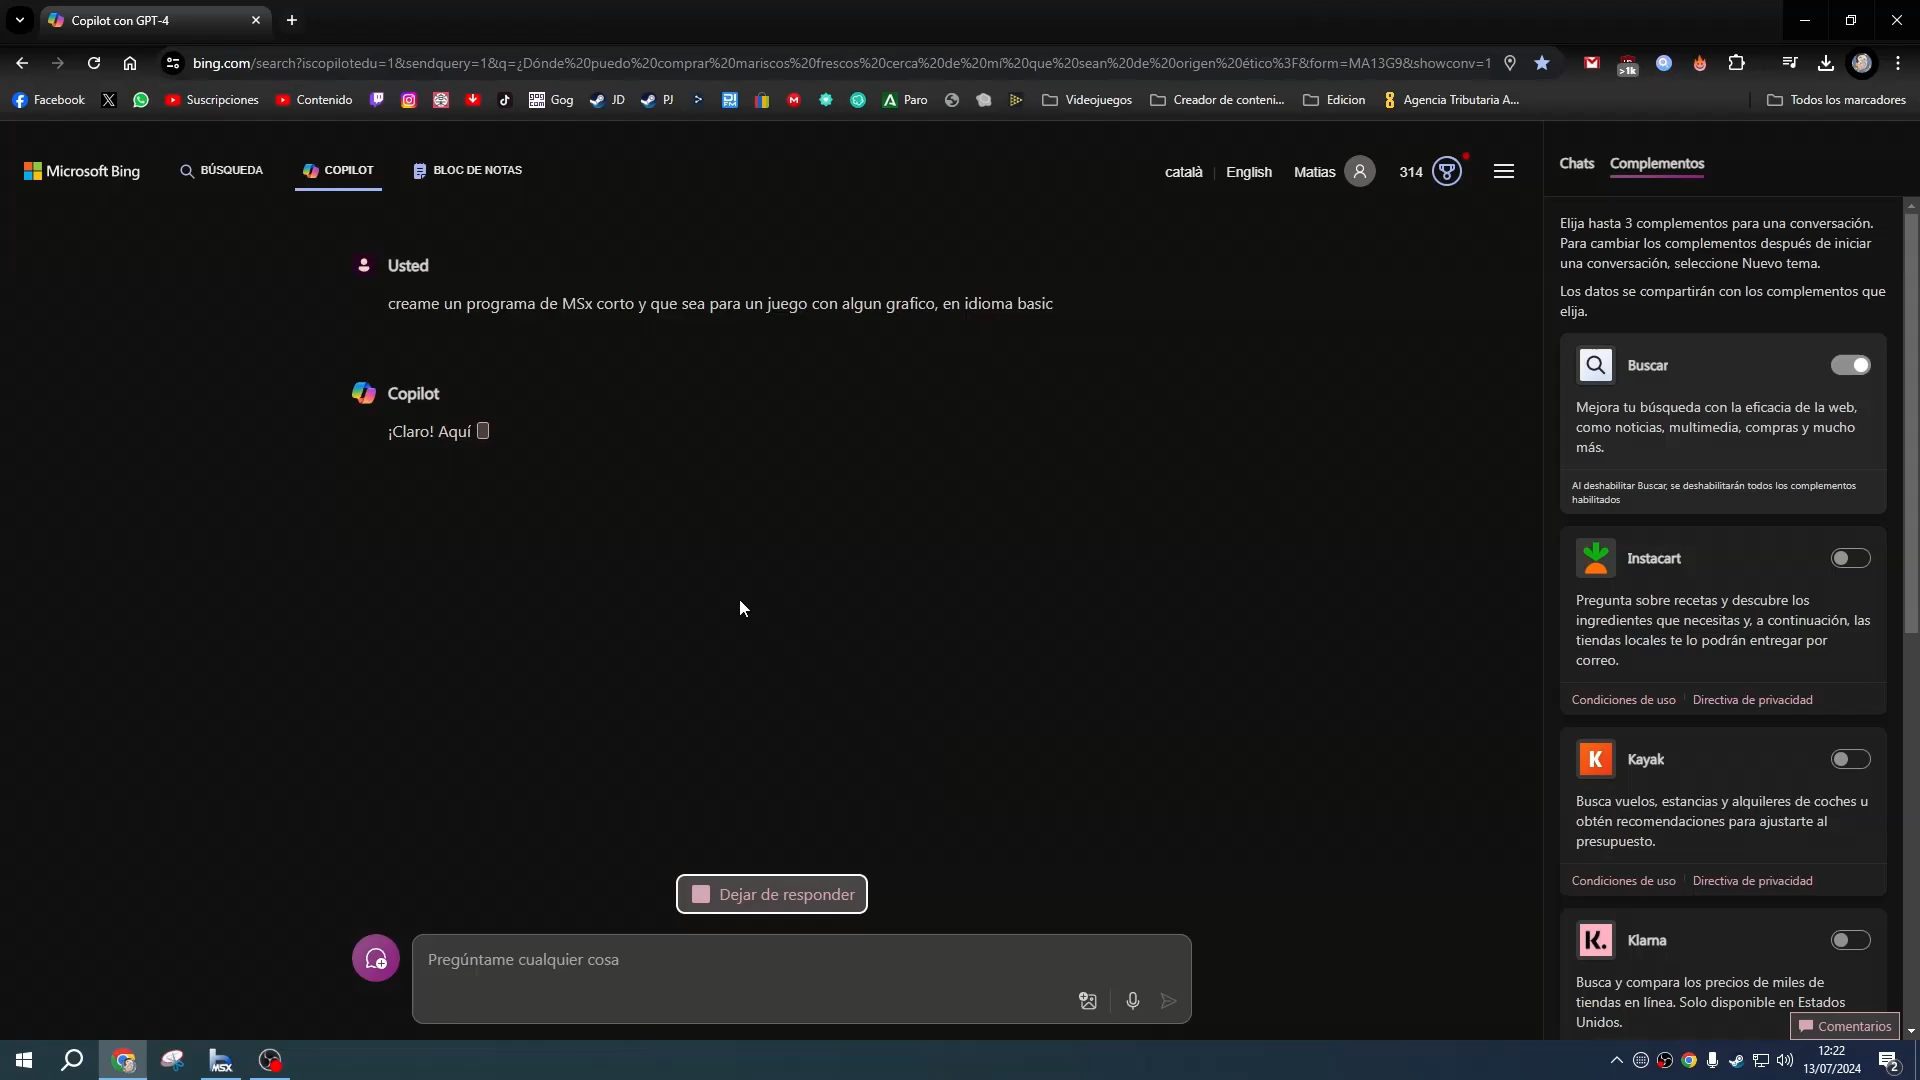 Copilot con GPT-4
bing.com/search?iscopilotedu=1&sendquery=1&q=¿Dónde%20puedo%20comprar%20mariscos%20frescos%20cerca%20de%20mí%20que%20sean%20de%20origen%20ético%3F&form=MA13G9&showconv=1
>1k
Facebook
Suscripciones
Contenido
Gog
JD
PJ
Paro
Videojuegos
Creador de conteni...
Edicion
Agencia Tributaria A...
Todos los marcadores
Microsoft Bing
BÚSQUEDA
COPILOT
BLOC DE NOTAS
català
English
Matias
314
Chats
Complementos
Usted
creame un programa de MSx corto y que sea para un juego con algun grafico, en idioma basic
Copilot
¡Claro! Aquí
Dejar de responder
Pregúntame cualquier cosa
Elija hasta 3 complementos para una conversación.
Para cambiar los complementos después de iniciar
una conversación, seleccione Nuevo tema.
Los datos se compartirán con los complementos que
elija.
Buscar
Mejora tu búsqueda con la eficacia de la web,
como noticias, multimedia, compras y mucho
más.
Al deshabilitar Buscar, se deshabilitarán todos los complementos
habilitados
Instacart
Pregunta sobre recetas y descubre los
ingredientes que necesitas y, a continuación, las
tiendas locales te lo podrán entregar por
correo.
Condiciones de uso
Directiva de privacidad
K
Kayak
Busca vuelos, estancias y alquileres de coches u
obtén recomendaciones para ajustarte al
presupuesto.
Condiciones de uso
Directiva de privacidad
K.
Klarna
Busca y compara los precios de miles de
tiendas en línea. Solo disponible en Estados
Unidos.
Comentarios
MSX
12:22
13/07/2024
2